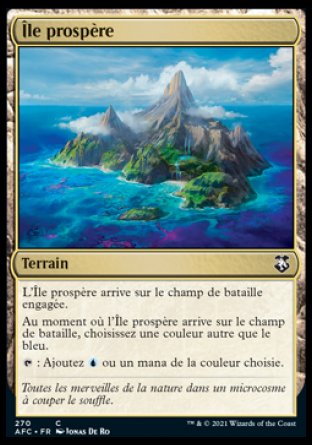 Île prospère
Terrain
L'Île prospère arrive sur le champ de bataille
engagée.
Au moment où l'Île prospère arrive sur le champ
de bataille, choisissez une couleur autre que le
bleu.
: Ajoutez ou un mana de la couleur choisie.
Toutes les merveilles de la nature dans un microcosme
à couper le souffle.
270 C
AFC • FR Jonas De Ro
™ & © 2021 Wizards of the Coast